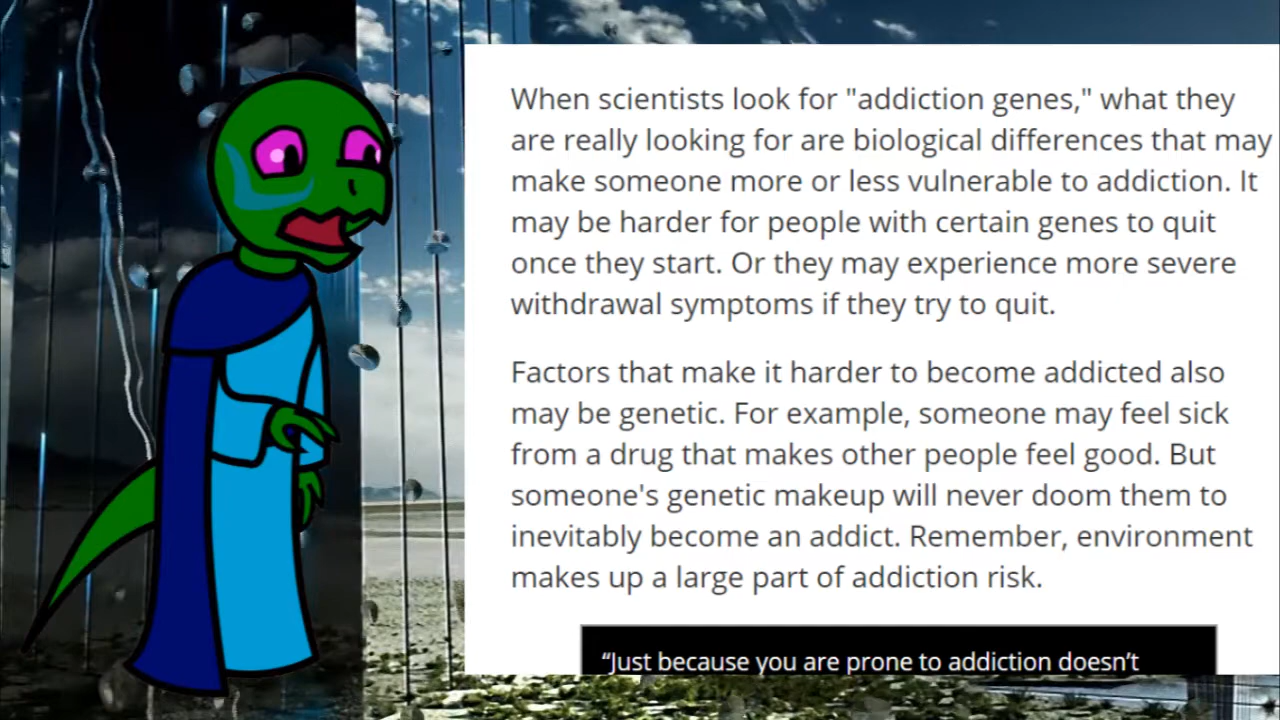 When scientists look for "addiction genes," what they
are really looking for are biological differences that may
make someone more or less vulnerable to addiction. It
may be harder for people with certain genes to quit
once they start. Or they may experience more severe
withdrawal symptoms if they try to quit.
Factors that make it harder to become addicted also
may be genetic. For example, someone may feel sick
from a drug that makes other people feel good. But
someone's genetic makeup will never doom them to
inevitably become an addict. Remember, environment
makes up a large part of addiction risk.
“Just because you are prone to addiction doesn’t